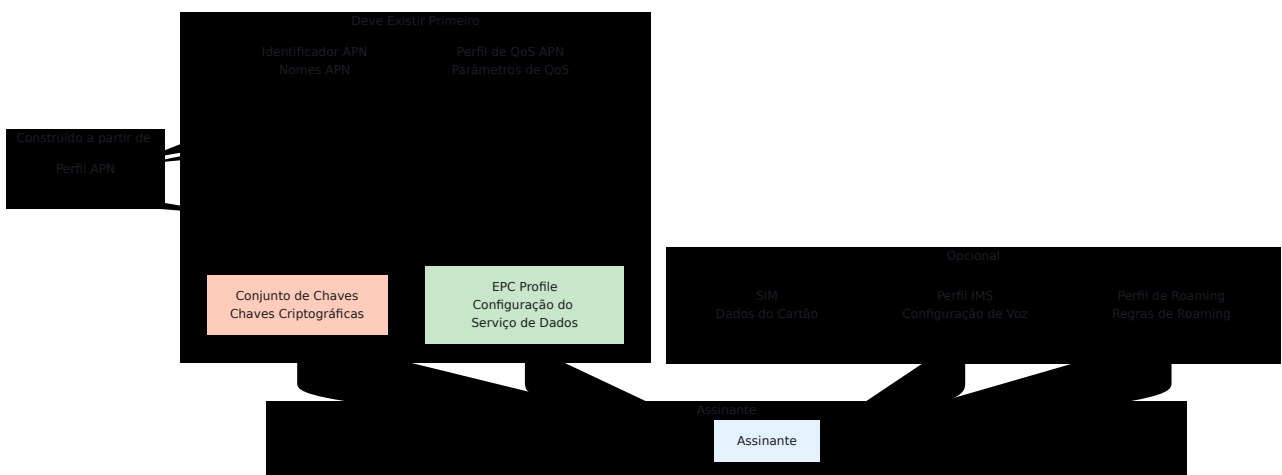 Deve Existir Primeiro
Identificador APN
Nomes APN
Perfil de QoS APN
Parâmetros de QoS
Construído a partir de
Perfil APN
Conjunto de Chaves
Chaves Criptográficas
EPC Profile
Configuração do
Serviço de Dados
Opcional
SIM
Dados do Cartão
Perfil IMS
Configuração de Voz
Perfil de Roaming
Regras de Roaming
Assinante
Assinante